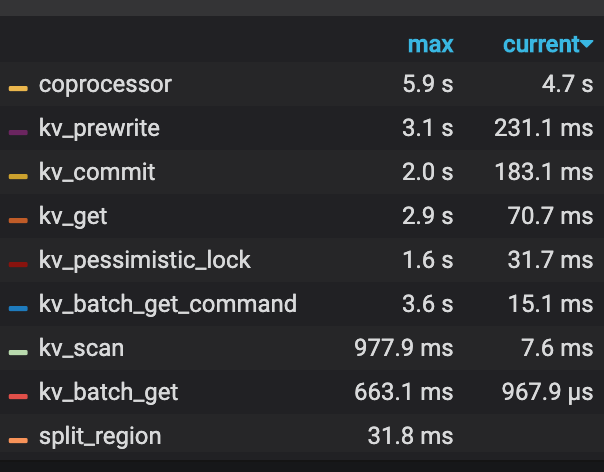 max current
coprocessor 5.9 s 4.7 s
kv_prewrite 3.1 s 231.1 ms
kv_commit 2.0 s 183.1 ms
kv_get 2.9 s 70.7 ms
kv_pessimistic_lock 1.6 s 31.7 ms
kv_batch_get_command 3.6 s 15.1 ms
kv_scan 977.9 ms 7.6 ms
kv_batch_get 663.1 ms 967.9 µs
split_region 31.8 ms